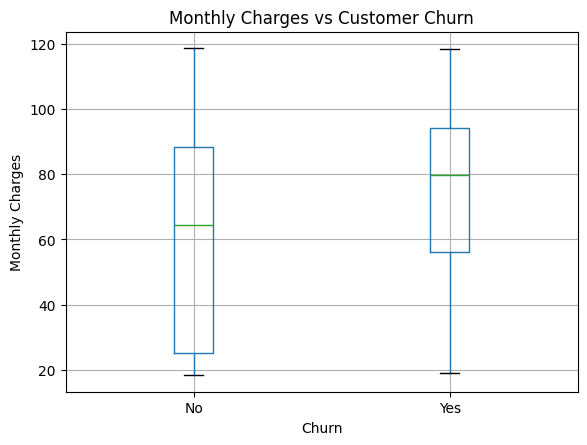 Monthly Charges vs Customer Churn
120
100
80
60
40
20
Monthly Charges
No
Yes
Churn